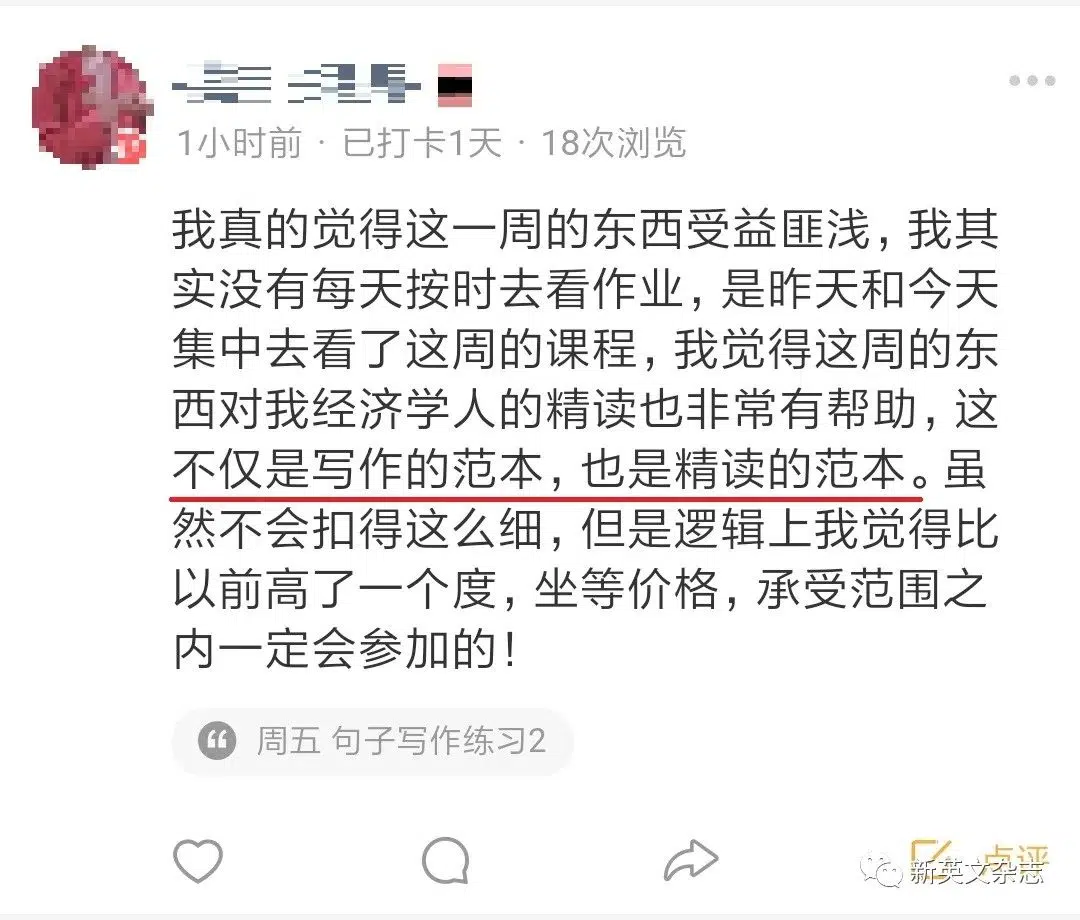 1小时前 · 已打卡1天 · 18次浏览
我真的觉得这一周的东西受益匪浅，我其
实没有每天按时去看作业，是昨天和今天
集中去看了这周的课程，我觉得这周的东
西对我经济学人的精读也非常有帮助，这
不仅是写作的范本，也是精读的范本。虽
然不会扣得这么细，但是逻辑上我觉得比
以前高了一个度，坐等价格，承受范围之
内一定会参加的！
周五 句子写作练习2
点评
新英文杂志